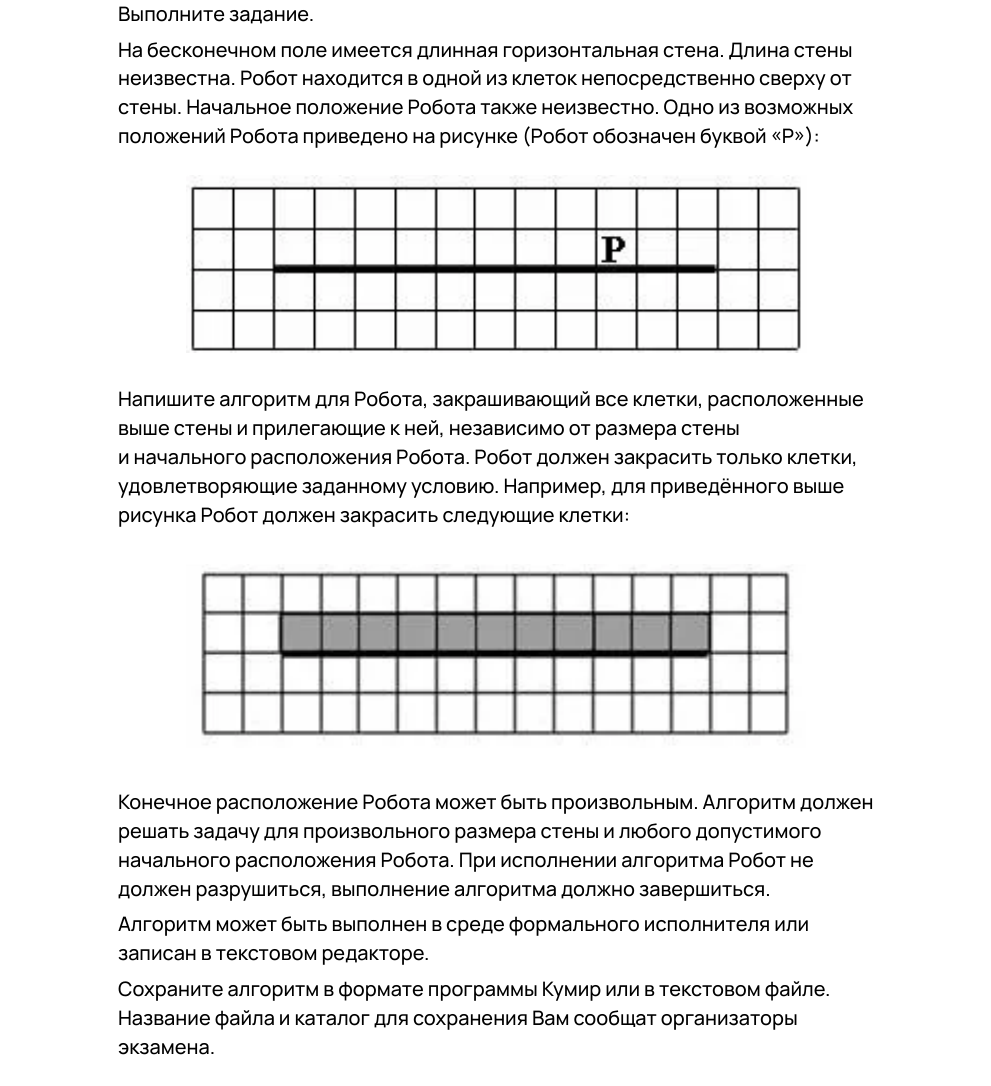 Выполните задание.
На бесконечном поле имеется длинная горизонтальная стена. Длина стены
неизвестна. Робот находится в одной из клеток непосредственно сверху от
стены. Начальное положение Робота также неизвестно. Одно из возможных
положений Робота приведено на рисунке (Робот обозначен буквой «Р»):
Р
Напишите алгоритм для Робота, закрашивающий все клетки, расположенные
выше стены и прилегающие к ней, независимо от размера стены
и начального расположения Робота. Робот должен закрасить только клетки,
удовлетворяющие заданному условию. Например, для приведённого выше
рисунка Робот должен закрасить следующие клетки:
Конечное расположение Робота может быть произвольным. Алгоритм должен
решать задачу для произвольного размера стены и любого допустимого
начального расположения Робота. При исполнении алгоритма Робот не
должен разрушиться, выполнение алгоритма должно завершиться.
Алгоритм может быть выполнен в среде формального исполнителя или
записан в текстовом редакторе.
Сохраните алгоритм в формате программы Кумир или в текстовом файле.
Название файла и каталог для сохранения Вам сообщат организаторы
экзамена.